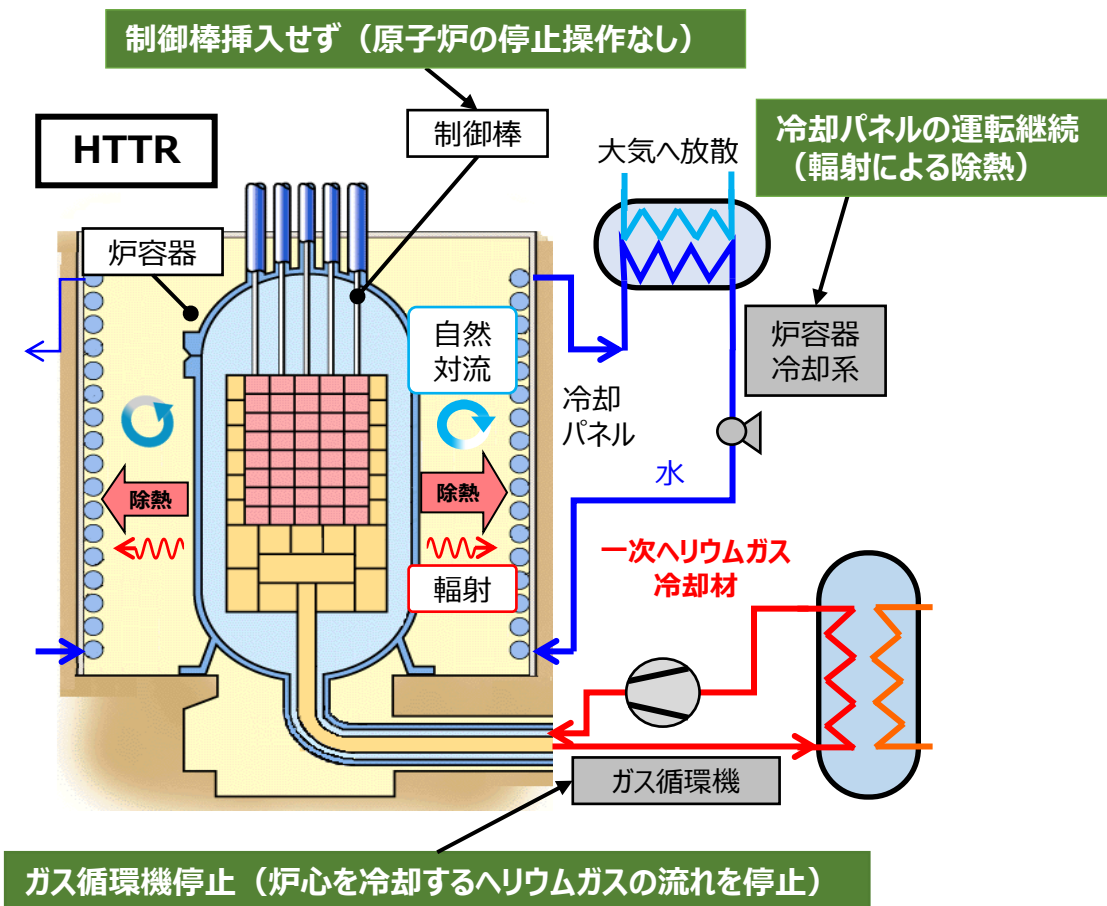 制御棒挿入せず（原子炉の停止操作なし）
HTTR
制御棒
大気へ放散
冷却パネルの運転継続
（輻射による除熱）
炉容器
自然
対流
炉容器
冷却系
冷却
パネル
水
除熱
除熱
輻射
一次ヘリウムガス
冷却材
ガス循環機
ガス循環機停止（炉心を冷却するヘリウムガスの流れを停止）